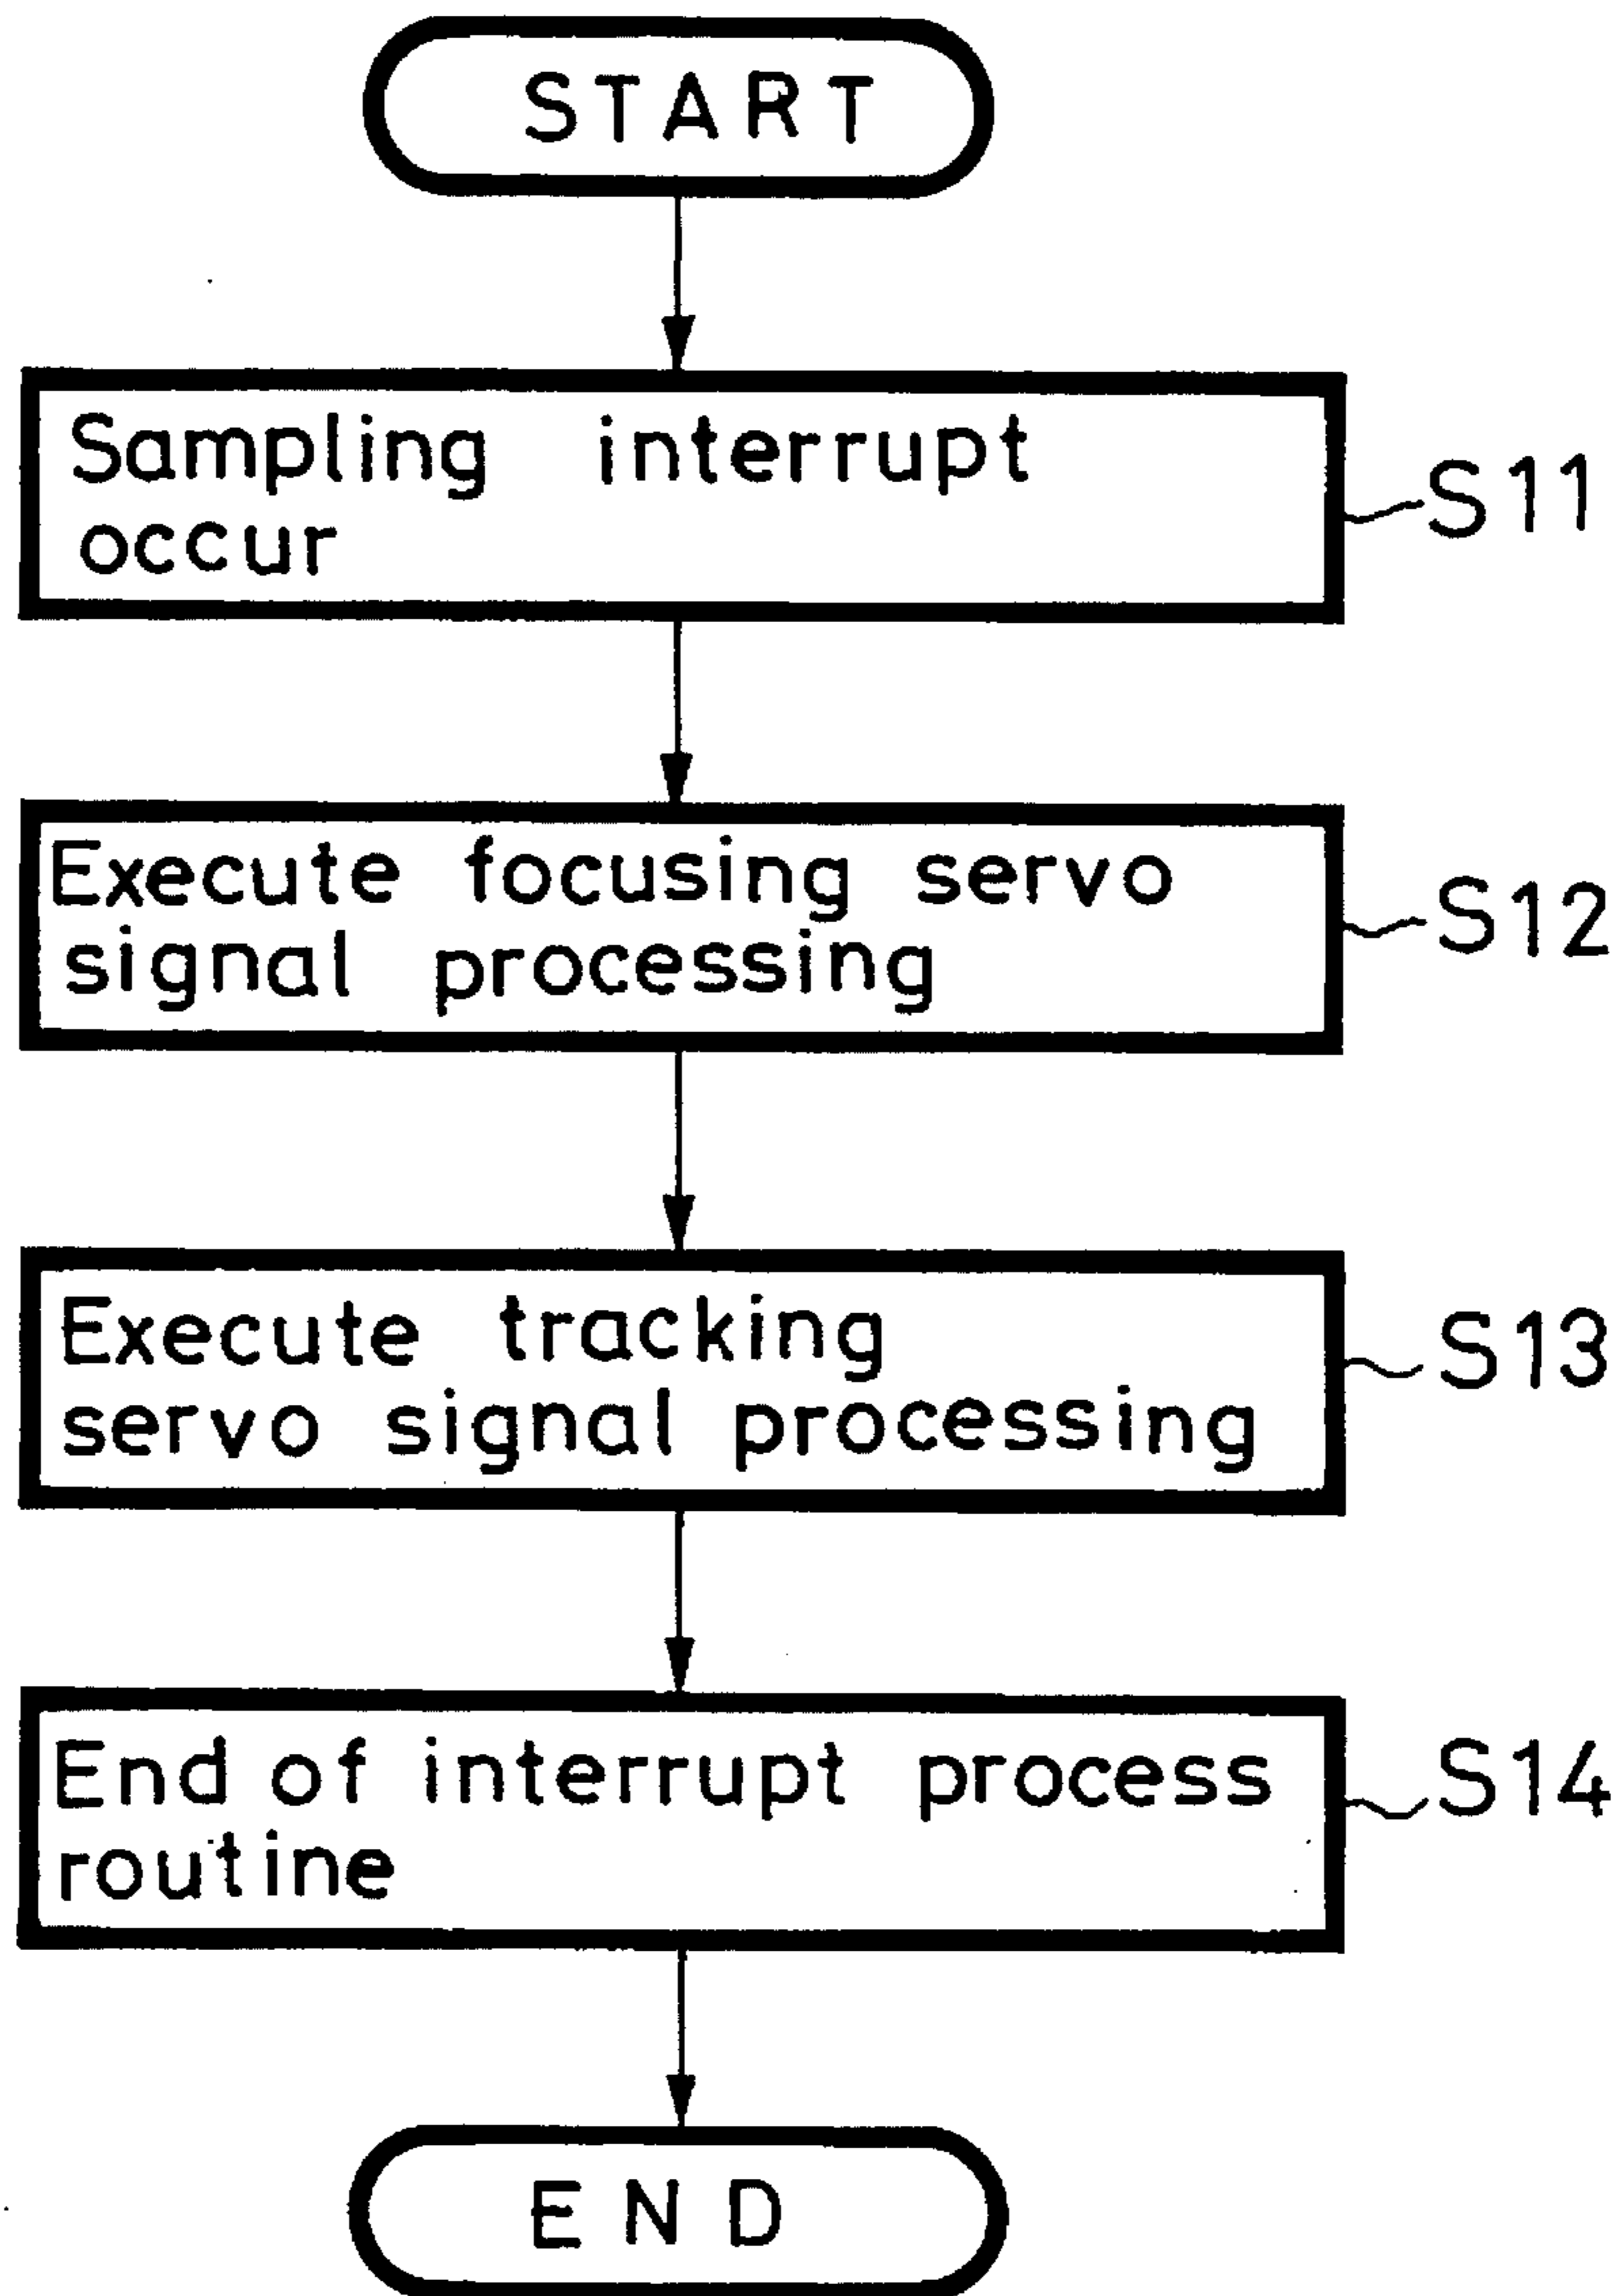 START
Sampling interrupt
occur
S11
Execute focusing servo
signal processing
S12
Execute tracking
servo signal processing
S13
End of interrupt process
routine
S14
END